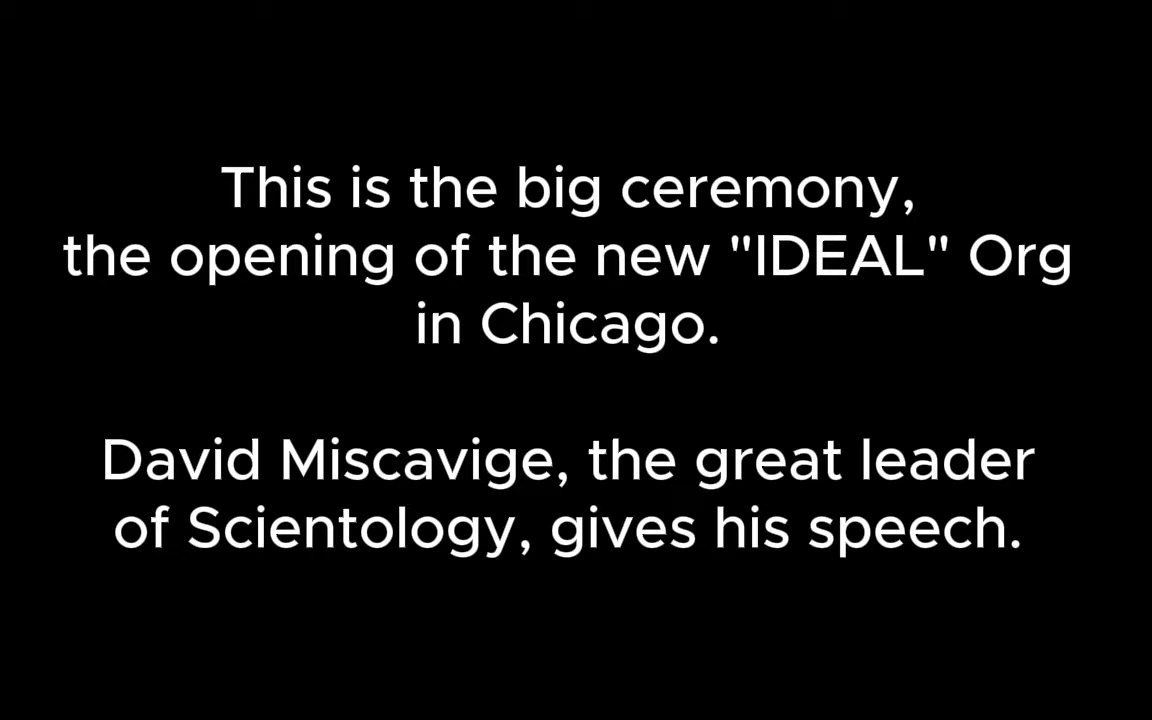 This is the big ceremony,
the opening of the new "IDEAL" Org
in Chicago.
David Miscavige, the great leader
of Scientology, gives his speech.